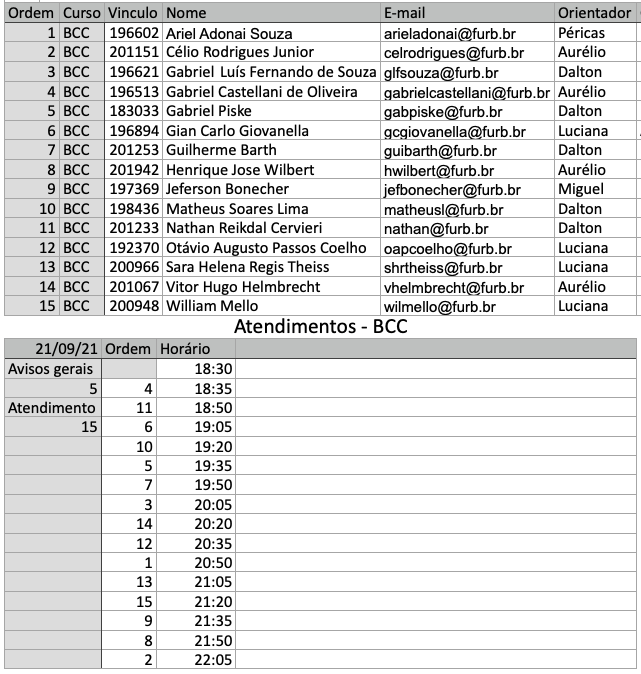 Ordem Curso Vinculo Nome E-mail Orientador
1 BCC 196602 Ariel Adonai Souza arieladonai@furb.br Péricas
2 BCC 201151 Célio Rodrigues Junior celrodrigues@furb.br Aurélio
3 BCC 196621 Gabriel Luís Fernando de Souza glfsouza@furb.br Dalton
4 BCC 196513 Gabriel Castellani de Oliveira gabrielcastellani@furb.br Aurélio
5 BCC 183033 Gabriel Piske gabpiske@furb.br Dalton
6 BCC 196894 Gian Carlo Giovanella gcgiovanella@furb.br Luciana
7 BCC 201253 Guilherme Barth guibarth@furb.br Dalton
8 BCC 201942 Henrique Jose Wilbert hwilbert@furb.br Aurélio
9 BCC 197369 Jeferson Bonecher jefbonecher@furb.br Miguel
10 BCC 198436 Matheus Soares Lima matheusl@furb.br Dalton
11 BCC 201233 Nathan Reikdal Cervieri nathan@furb.br Dalton
12 BCC 192370 Otávio Augusto Passos Coelho oapcoelho@furb.br Luciana
13 BCC 200966 Sara Helena Regis Theiss shrtheiss@furb.br Luciana
14 BCC 201067 Vitor Hugo Helmbrecht vhelmbrecht@furb.br Aurélio
15 BCC 200948 William Mello wilmello@furb.br Luciana
Atendimentos - BCC
21/09/21 Ordem Horário
Avisos gerais 18:30
5 4 18:35
Atendimento 11 18:50
15 6 19:05
10 19:20
5 19:35
7 19:50
3 20:05
14 20:20
12 20:35
1 20:50
13 21:05
15 21:20
9 21:35
8 21:50
2 22:05